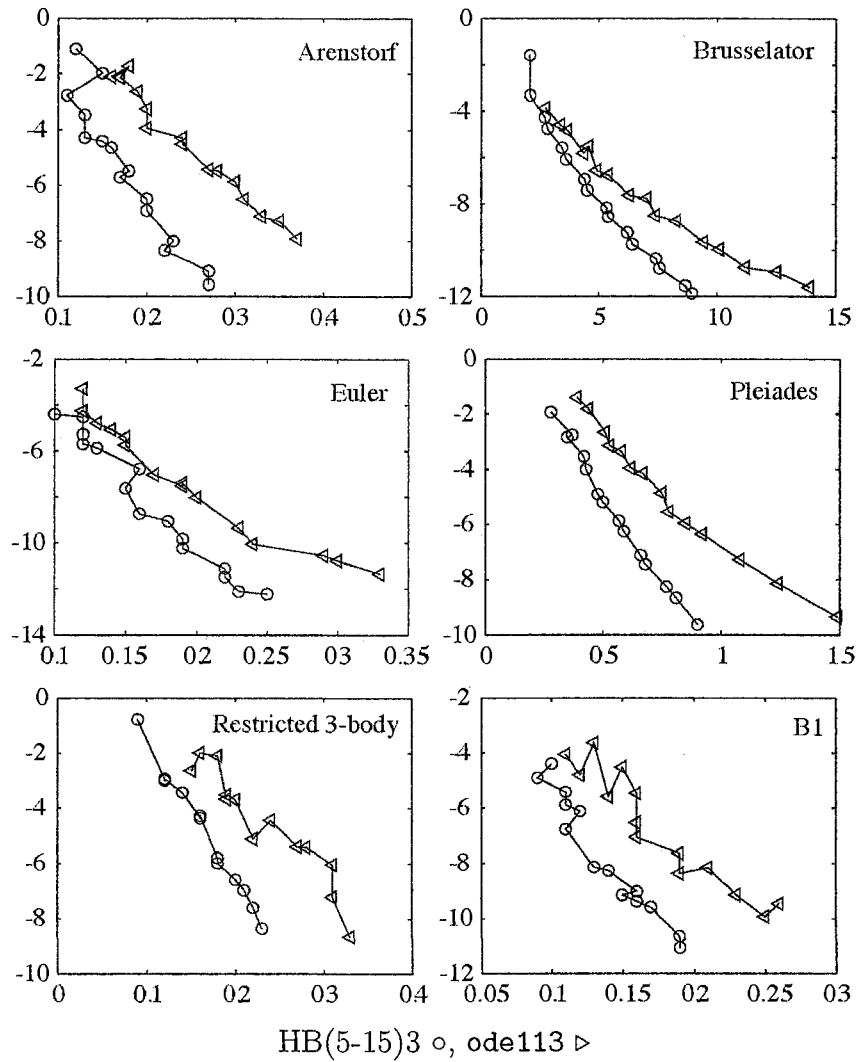 0
Arenstorf
-2
-4
-6
-8
-10
0.1 0.2 0.3 0.4 0.5
0
Brusselator
-4
-8
-12
0 5 10 15
-2
Euler
-6
-10
-14
0.1 0.15 0.2 0.25 0.3 0.35
0
Pleiades
-2
-4
-6
-8
-10
0 0.5 1 1.5
0
Restricted 3-body
-2
-4
-6
-8
-10
0 0.1 0.2 0.3 0.4
-2
B1
-4
-6
-8
-10
-12
0.05 0.1 0.15 0.2 0.25 0.3
HB(5-15)3 ○, ode113 ▷